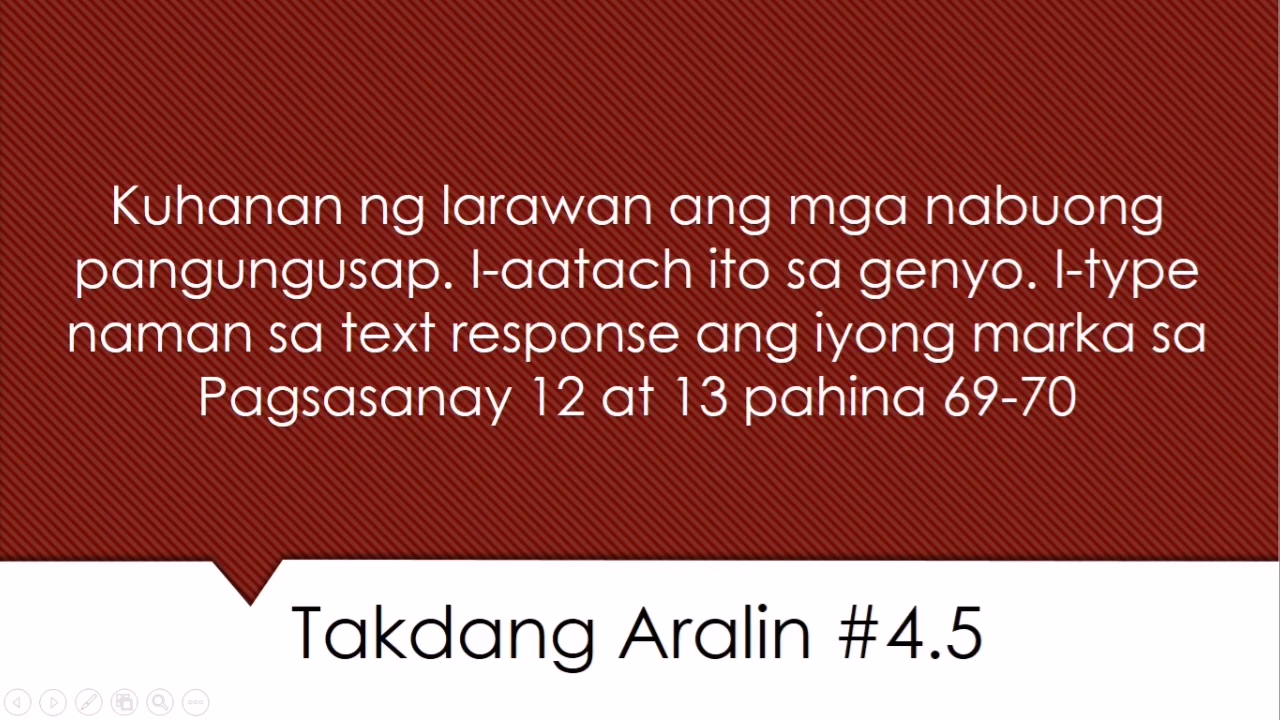 Kuhanan ng larawan ang mga nabuong
pangungusap. I-aatach ito sa genyo. I-type
naman sa text response ang iyong marka sa
Pagsasanay 12 at 13 pahina 69-70
Takdang Aralin #4.5